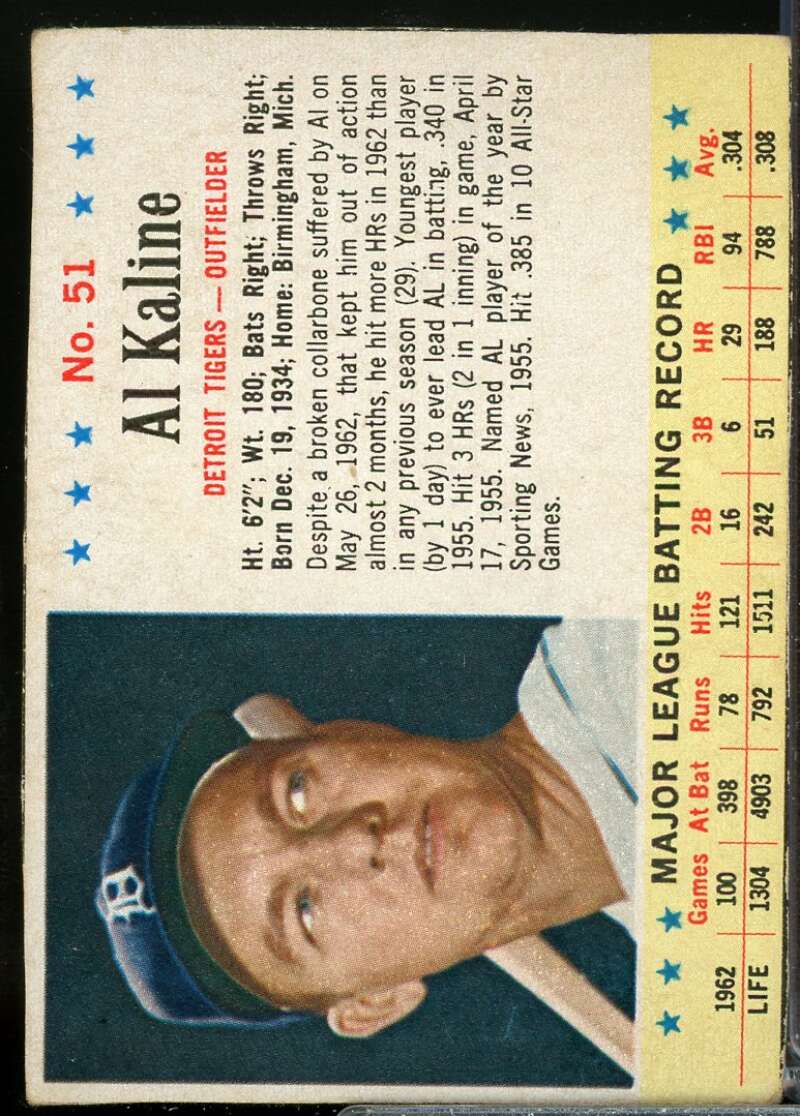 No. 51
Al Kaline
DETROIT TIGERS — OUTFIELDER
Ht. 6'2"; Wt. 180; Bats Right; Throws Right;
Born Dec. 19, 1934; Home: Birmingham, Mich.
Despite a broken collarbone suffered by Al on
May 26, 1962, that kept him out of action
almost 2 months, he hit more HRs in 1962 than
in any previous season (29). Youngest player
(by 1 day) to ever lead AL in batting, .340 in
1955. Hit 3 HRs (2 in 1 inning) in game, April
17, 1955. Named AL player of the year by
Sporting News, 1955. Hit .385 in 10 All-Star
Games.
D
MAJOR LEAGUE BATTING RECORD
Games At Bat Runs Hits 2B 3B HR RBI Avg.
1962 100 398 78 121 16 6 29 94 .304
LIFE 1304 4903 792 1511 242 51 188 788 .308